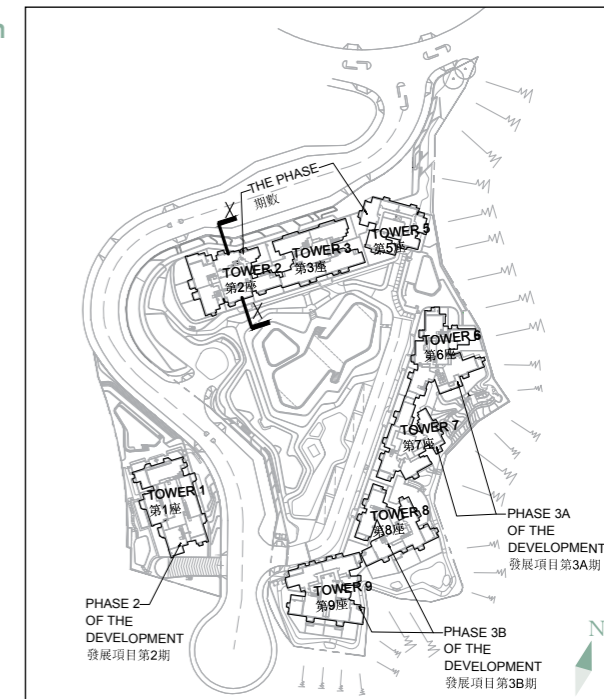 n
THE PHASE
期數
X
TOWER 5
第5座
TOWER 3
第3座
TOWER 2
第2座
X
TOWER 6
第6座
TOWER 7
第7座
TOWER 1
第1座
TOWER 8
第8座
PHASE 3A
OF THE
DEVELOPMENT
發展項目第3A期
TOWER 9
第9座
PHASE 2
OF THE
DEVELOPMENT
發展項目第2期
PHASE 3B
OF THE
DEVELOPMENT
發展項目第3B期
N